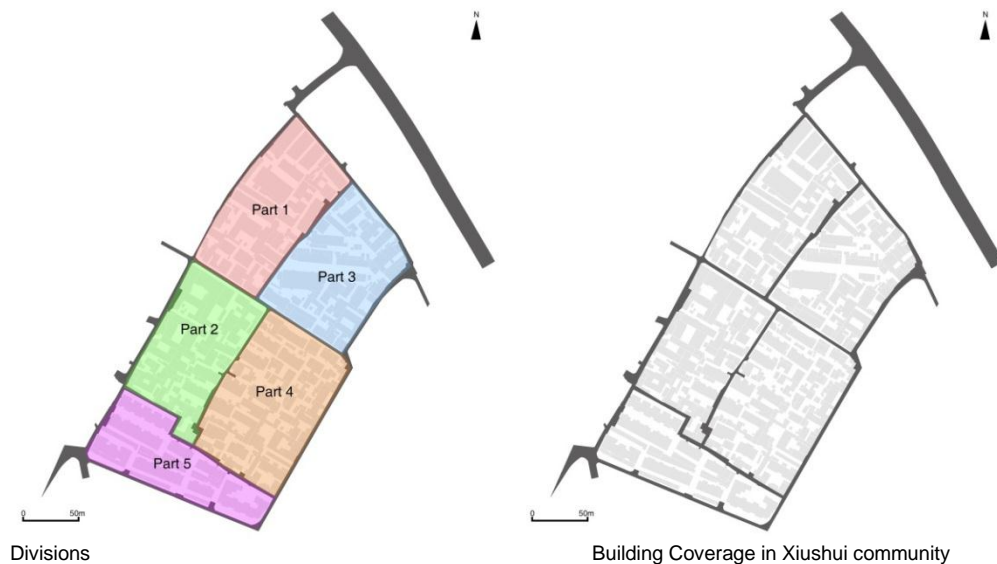 N
N
Part 1
Part 3
Part 2
Part 4
Part 5
0 50m
0 50m
Divisions
Building Coverage in Xiushui community